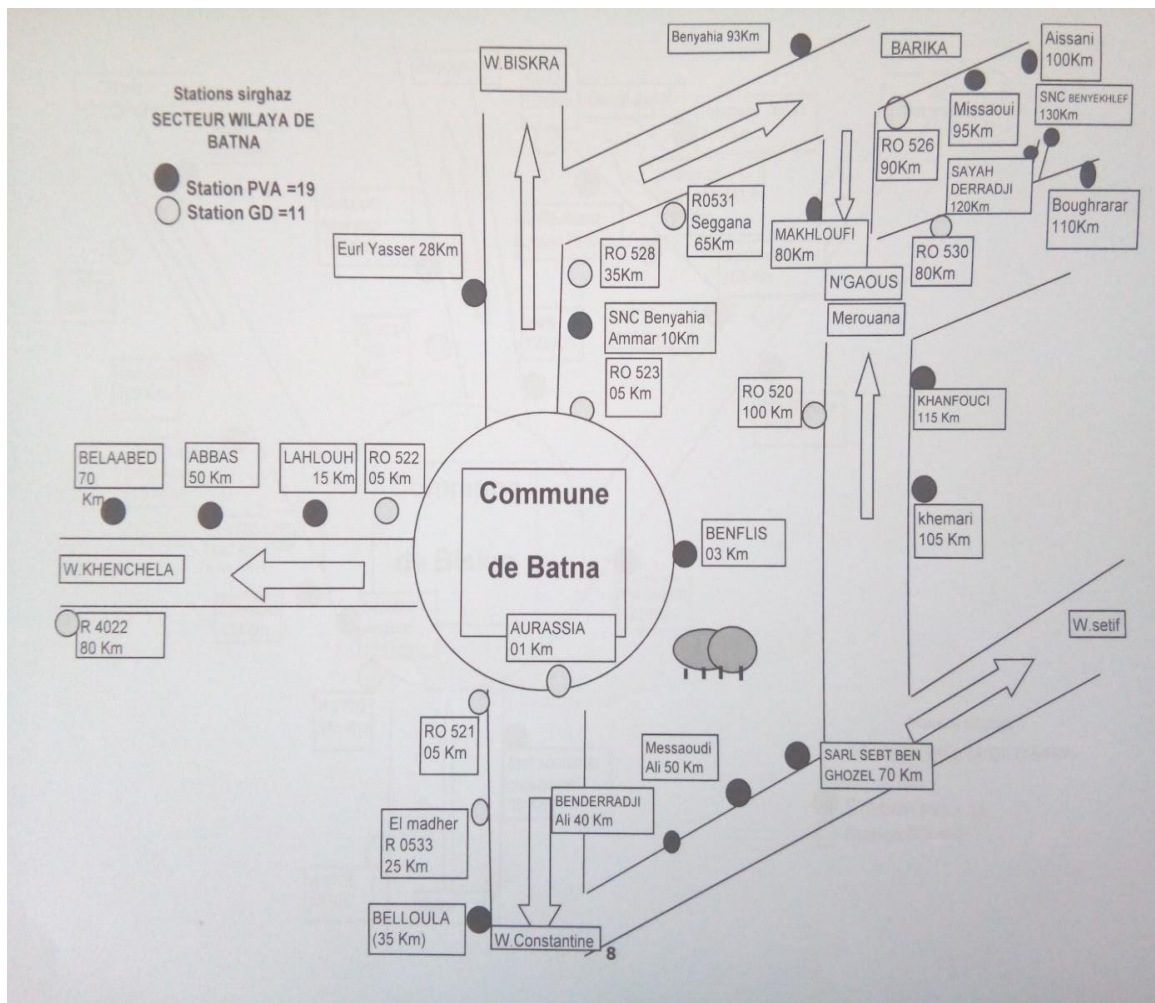 Stations sirghaz
SECTEUR WILAYA DE
BATNA
Station PVA =19
Station GD =11
W.BISKRA
Benyahia 93Km
BARIKA
Aissani
100Km
Missaoui
95Km
SNC BENYEKHLEF
130Km
RO 526
90Km
SAYAH
DERRADJI
120Km
Boughrarar
110Km
R0531
Seggana
65Km
MAKHLOUFI
80Km
RO 530
80Km
Eurl Yasser 28Km
RO 528
35Km
N'GAOUS
SNC Benyahia
Ammar 10Km
Merouana
RO 523
05 Km
RO 520
100 Km
KHANFOUCI
115 Km
BELAABED
70
Km
ABBAS
50 Km
LAHLOUH
15 Km
RO 522
05 Km
Commune
de Batna
BENFLIS
03 Km
khemari
105 Km
W.KHENCHELA
R 4022
80 Km
AURASSIA
01 Km
W.setif
RO 521
05 Km
Messaoudi
Ali 50 Km
SARL SEBT BEN
GHOZEL 70 Km
El madher
R 0533
25 Km
BENDERRADJI
Ali 40 Km
BELLOULA
(35 Km)
W.Constantine
8